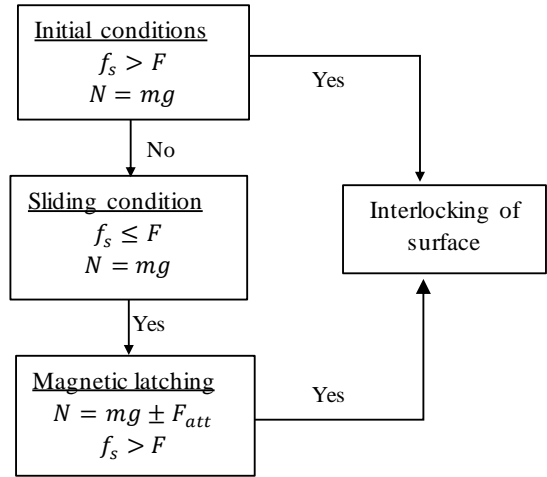 Initial conditions
f_s > F
N = mg
Yes
No
Sliding condition
f_s ≤ F
N = mg
Interlocking of
surface
Yes
Magnetic latching
N = mg ± F_att
f_s > F
Yes